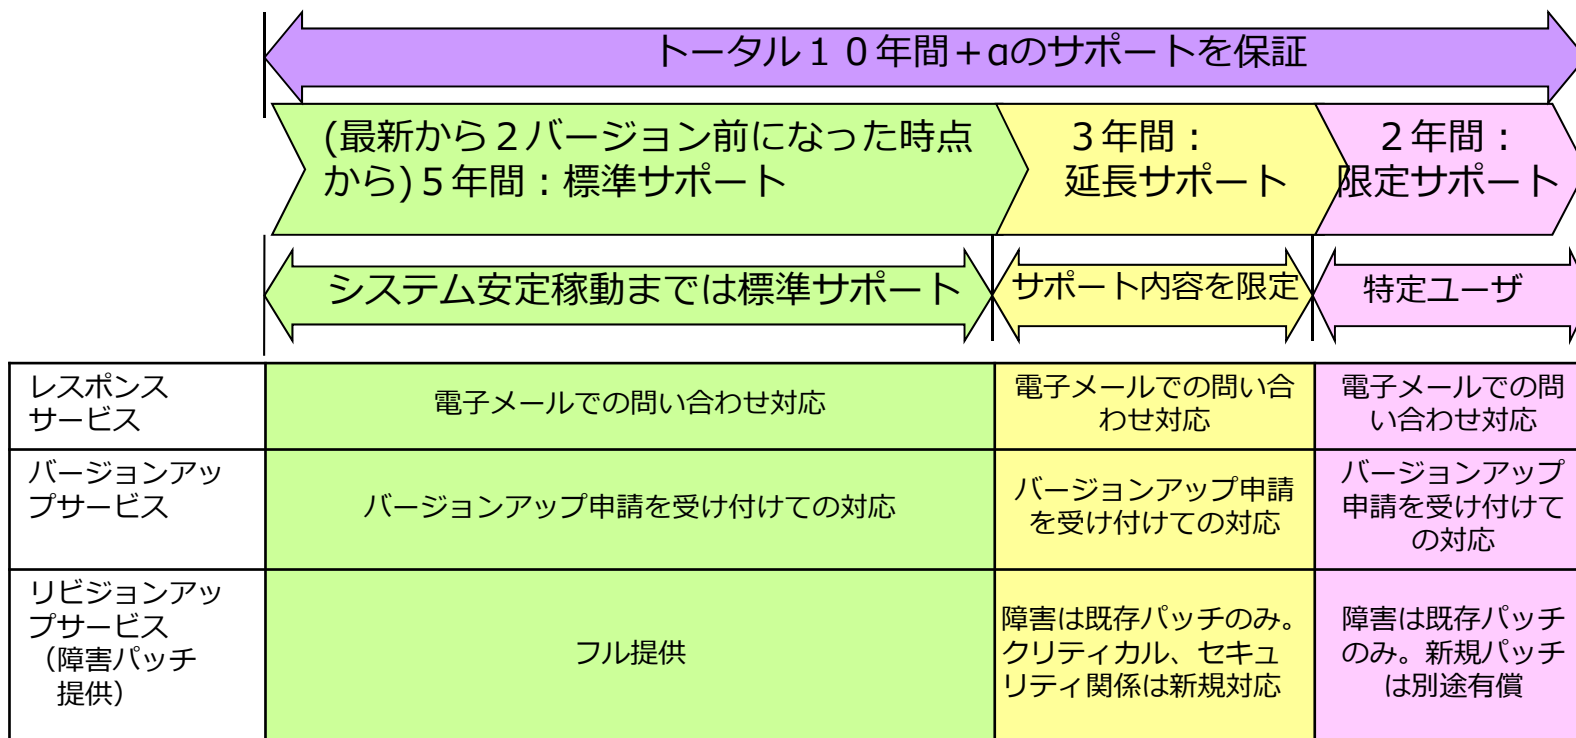 トータル１０年間＋αのサポートを保証
(最新から２バージョン前になった時点
から)５年間：標準サポート
３年間：
延長サポート
２年間：
限定サポート
システム安定稼動までは標準サポート
サポート内容を限定
特定ユーザ
レスポンス
サービス
電子メールでの問い合わせ対応
電子メールでの問い合
わせ対応
電子メールでの問
い合わせ対応
バージョンアッ
プサービス
バージョンアップ申請を受け付けての対応
バージョンアップ申請
を受け付けての対応
バージョンアップ
申請を受け付けて
の対応
リビジョンアッ
プサービス
（障害パッチ
提供）
フル提供
障害は既存パッチのみ。
クリティカル、セキュ
リティ関係は新規対応
障害は既存パッチ
のみ。新規パッチ
は別途有償